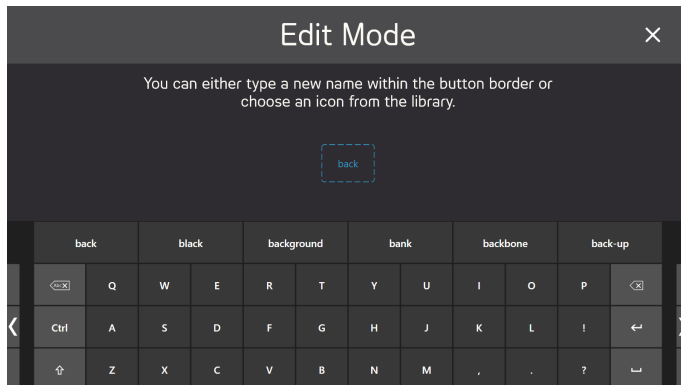 Edit Mode
You can either type a new name within the button border or
choose an icon from the library.
back
back black background bank backbone back-up
Abc Q W E R T Y U I O P
Ctrl A S D F G H J K L !
Z X C V B N M , . ?